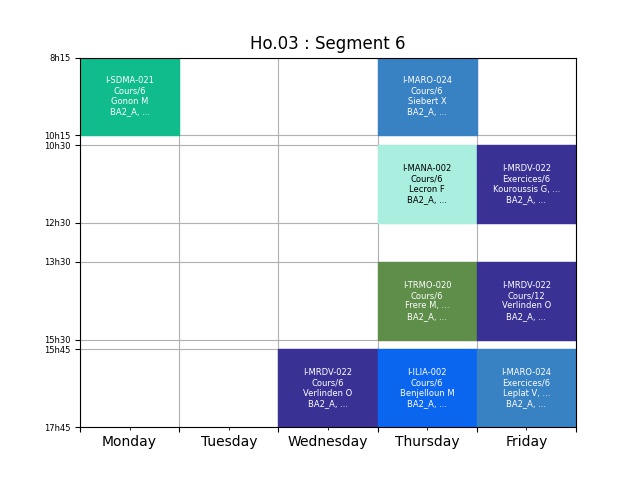 Ho.03 : Segment 6
8h15
I-SDMA-021
Cours/6
Gonon M
BA2_A, ...
I-MARO-024
Cours/6
Siebert X
BA2_A, ...
10h15
10h30
I-MANA-002
Cours/6
Lecron F
BA2_A, ...
I-MRDV-022
Exercices/6
Kouroussis G, ...
BA2_A, ...
12h30
13h30
I-TRMO-020
Cours/6
Frere M, ...
BA2_A, ...
I-MRDV-022
Cours/12
Verlinden O
BA2_A, ...
15h30
15h45
I-MRDV-022
Cours/6
Verlinden O
BA2_A, ...
I-ILIA-002
Cours/6
Benjelloun M
BA2_A, ...
I-MARO-024
Exercices/6
Leplat V, ...
BA2_A, ...
17h45
Monday
Tuesday
Wednesday
Thursday
Friday